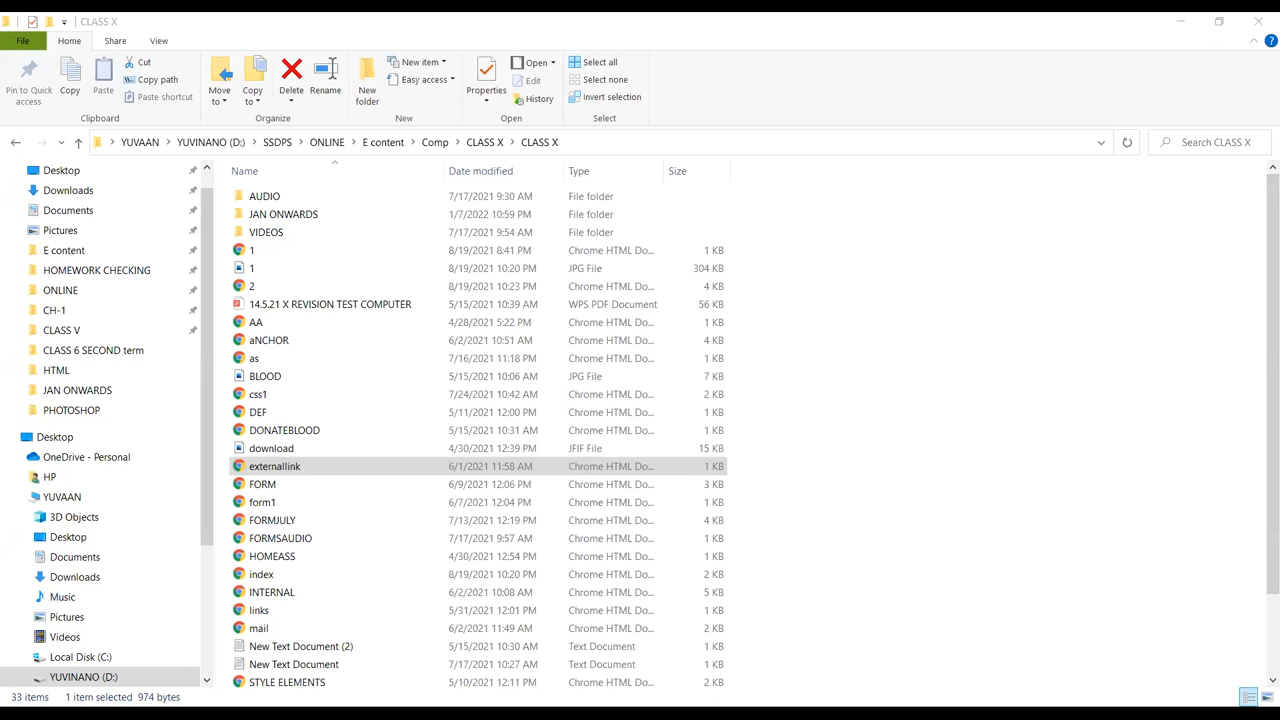 CLASS X
File Home Share View
Pin to Quick access
Copy
Paste
Cut
Copy path
Paste shortcut
Clipboard
Move to
Copy to
Delete
Rename
Organize
New folder
New item
Easy access
New
Properties
Open
Edit
History
Open
Select all
Select none
Invert selection
Select
YUVAAN > YUVINANO (D:) > SSDPS > ONLINE > E content > Comp > CLASS X > CLASS X
Search CLASS X
Desktop
Downloads
Documents
Pictures
E content
HOMEWORK CHECKING
ONLINE
CH-1
CLASS V
CLASS 6 SECOND term
HTML
JAN ONWARDS
PHOTOSHOP
Desktop
OneDrive - Personal
HP
YUVAAN
3D Objects
Desktop
Documents
Downloads
Music
Pictures
Videos
Local Disk (C:)
YUVINANO (D:)
Name Date modified Type Size
AUDIO 7/17/2021 9:30 AM File folder
JAN ONWARDS 1/7/2022 10:59 PM File folder
VIDEOS 7/17/2021 9:54 AM File folder
1 8/19/2021 8:41 PM Chrome HTML Do... 1 KB
1 8/19/2021 10:20 PM JPG File 304 KB
2 8/19/2021 10:23 PM Chrome HTML Do... 4 KB
14.5.21 X REVISION TEST COMPUTER 5/15/2021 10:39 AM WPS PDF Document 56 KB
AA 4/28/2021 5:22 PM Chrome HTML Do... 1 KB
aNCHOR 6/2/2021 10:51 AM Chrome HTML Do... 4 KB
as 7/16/2021 11:18 PM Chrome HTML Do... 1 KB
BLOOD 5/15/2021 10:06 AM JPG File 7 KB
css1 7/24/2021 10:42 AM Chrome HTML Do... 2 KB
DEF 5/11/2021 12:00 PM Chrome HTML Do... 1 KB
DONATEBLOOD 5/15/2021 10:31 AM Chrome HTML Do... 1 KB
download 4/30/2021 12:39 PM JFIF File 15 KB
externallink 6/1/2021 11:58 AM Chrome HTML Do... 1 KB
FORM 6/9/2021 12:06 PM Chrome HTML Do... 3 KB
form1 6/7/2021 12:04 PM Chrome HTML Do... 1 KB
FORMJULY 7/13/2021 12:19 PM Chrome HTML Do... 4 KB
FORMSAUDIO 7/17/2021 9:57 AM Chrome HTML Do... 1 KB
HOMEASS 4/30/2021 12:54 PM Chrome HTML Do... 1 KB
index 8/19/2021 10:20 PM Chrome HTML Do... 2 KB
INTERNAL 6/2/2021 10:08 AM Chrome HTML Do... 5 KB
links 5/31/2021 12:01 PM Chrome HTML Do... 1 KB
mail 6/2/2021 11:49 AM Chrome HTML Do... 2 KB
New Text Document (2) 5/15/2021 10:30 AM Text Document 1 KB
New Text Document 7/17/2021 10:27 AM Text Document 1 KB
STYLE ELEMENTS 5/10/2021 12:11 PM Chrome HTML Do... 2 KB
33 items 1 item selected 974 bytes